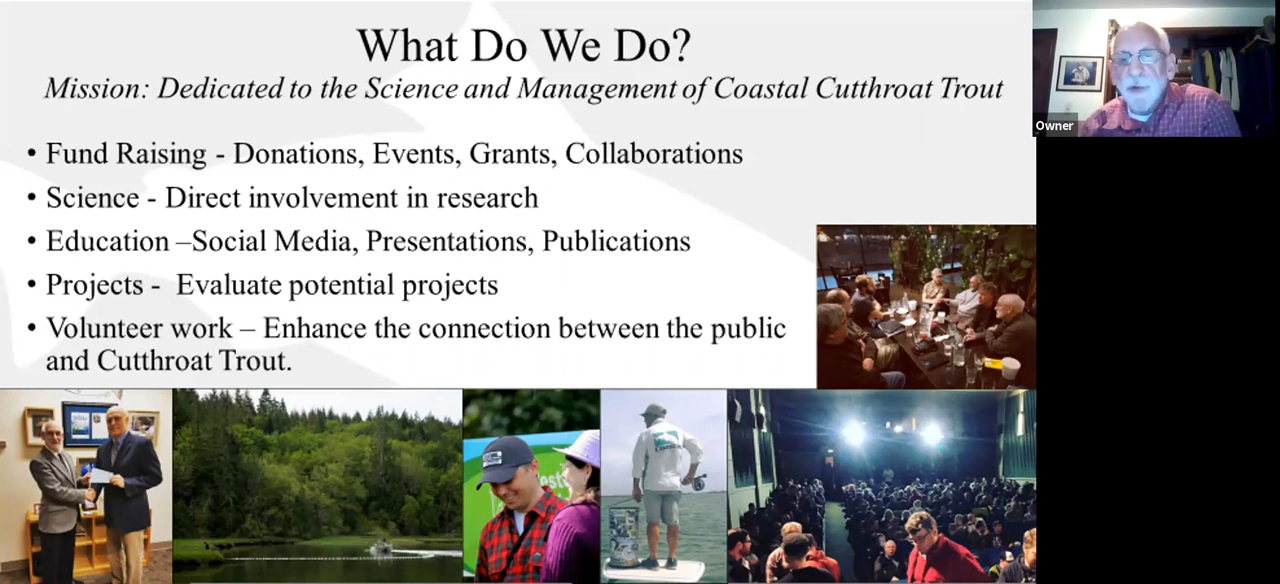 What Do We Do?
Mission: Dedicated to the Science and Management of Coastal Cutthroat Trout
• Fund Raising - Donations, Events, Grants, Collaborations
• Science - Direct involvement in research
• Education –Social Media, Presentations, Publications
• Projects -  Evaluate potential projects
• Volunteer work – Enhance the connection between the public
and Cutthroat Trout.
Owner